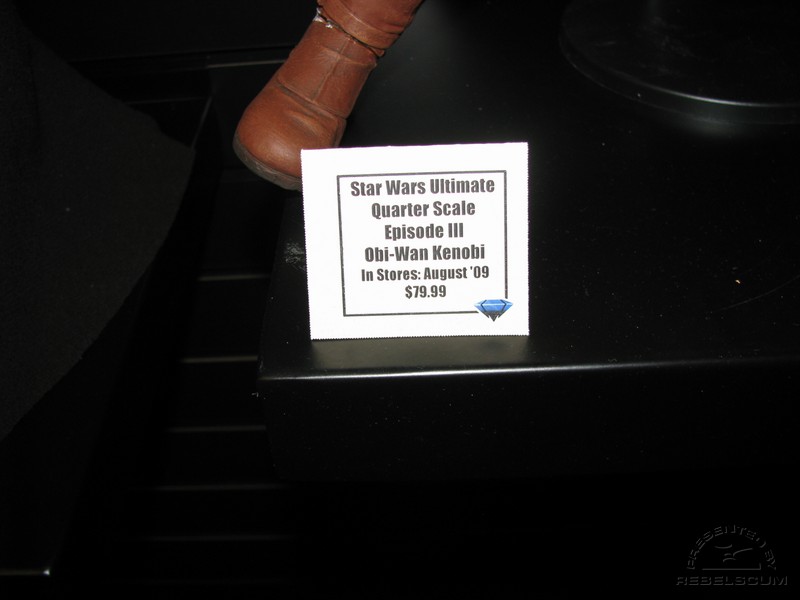 Star Wars Ultimate
Quarter Scale
Episode III
Obi-Wan Kenobi
In Stores: August '09
$79.99
PRESENTED BY
REBELSCUM